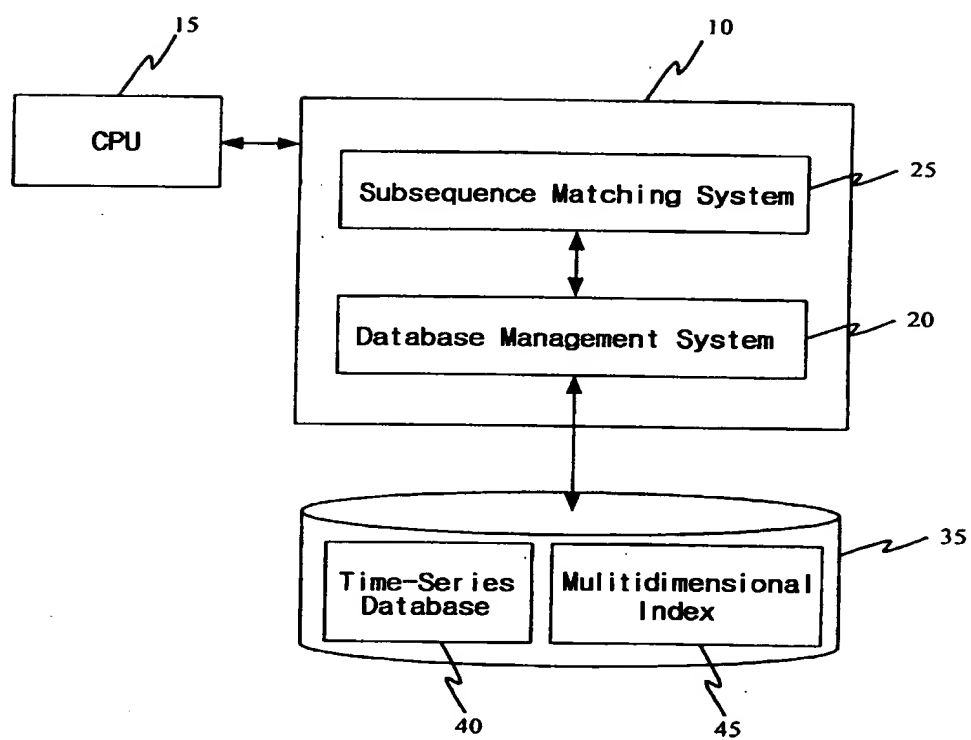 15
10
CPU
Subsequence Matching System
25
Database Management System
20
35
Time-Series
Database
Mulitidimensional
Index
40
45